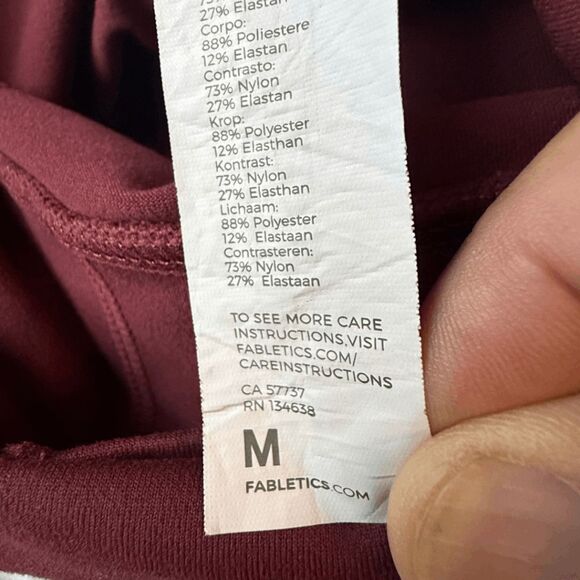 27% Elastan
Corpo:
88% Poliestere
12% Elastan
Contrasto:
73% Nylon
27% Elastan
Krop:
88% Polyester
12% Elasthan
Kontrast:
73% Nylon
27% Elasthan
Lichaam:
88% Polyester
12% Elastaan
Contrasteren:
73% Nylon
27% Elastaan
TO SEE MORE CARE
INSTRUCTIONS,VISIT
FABLETICS.COM/
CAREINSTRUCTIONS
CA 57737
RN 134638
M
FABLETICS.COM